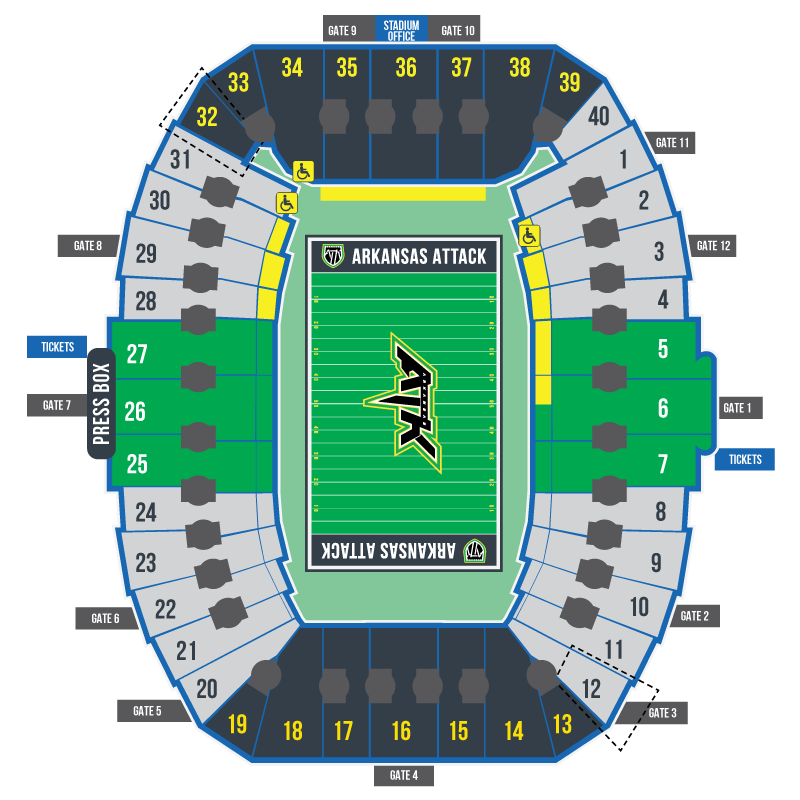 GATE 9
STADIUM
OFFICE
GATE 10
33
34
35
36
37
38
39
32
40
GATE 11
31
1
30
2
GATE 8
29
3
GATE 12
ARKANSAS ATTACK
28
4
TICKETS
27
5
PRESS BOX
GATE 7
26
6
GATE 1
ARKANSAS
ATTK
25
7
TICKETS
24
8
ARKANSAS ATTACK
23
9
22
10
GATE 6
GATE 2
21
11
20
12
GATE 5
GATE 3
19
18
17
16
15
14
13
GATE 4